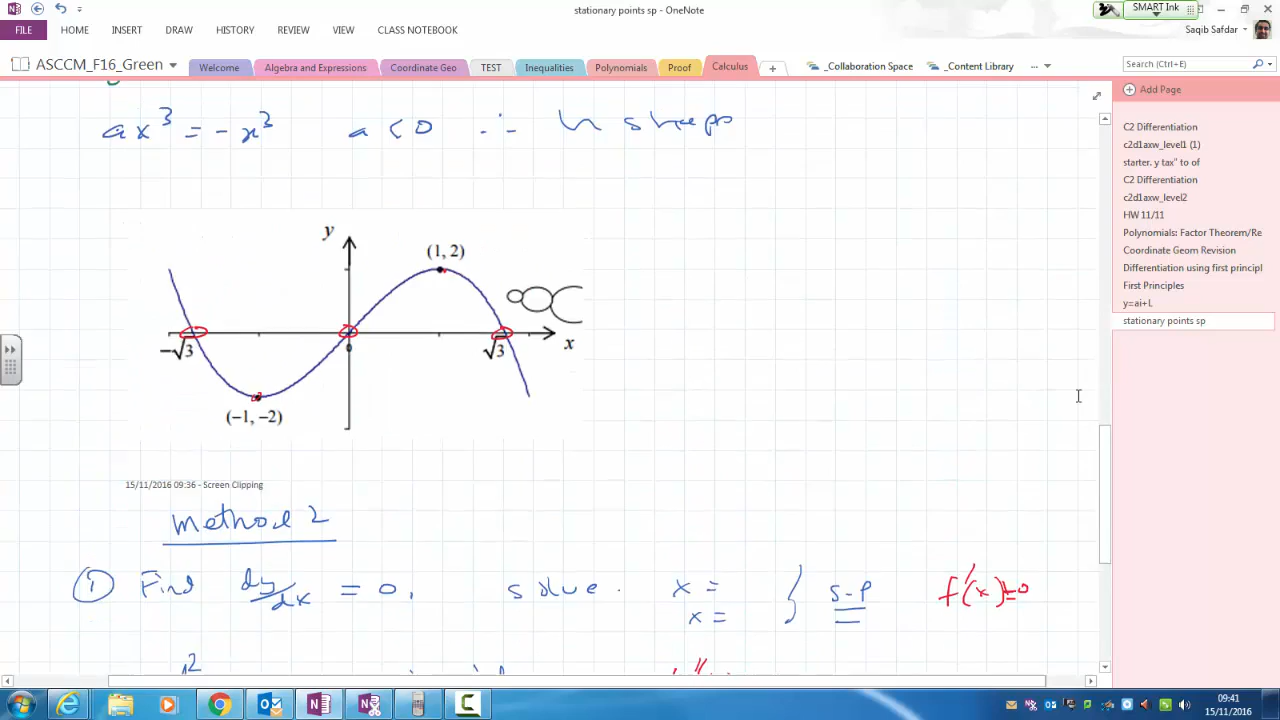 stationary points sp - OneNote
SMART Ink
FILE HOME INSERT DRAW HISTORY REVIEW VIEW CLASS NOTEBOOK
Saqib Safdar
ASCCM_F16_Green
Welcome Algebra and Expressions Coordinate Geo TEST Inequalities Polynomials Proof Calculus
_Collaboration Space _Content Library ...
Search (Ctrl+E)
Add Page
C2 Differentiation
c2d1axw_level1 (1)
starter. y tax" to of
C2 Differentiation
c2d1axw_level2
HW 11/11
Polynomials: Factor Theorem/Re
Coordinate Geom Revision
Differentiation using first principl
First Principles
y=ai+L
stationary points sp
ax³ = -x³ a < 0 ∴ shape
y
(1, 2)
-√3 0 √3 x
(-1, -2)
15/11/2016 09:36 - Screen Clipping
Method 2
① Find dy/dx = 0, solve. x = } s-p f'(x)=0
x =
09:41
15/11/2016